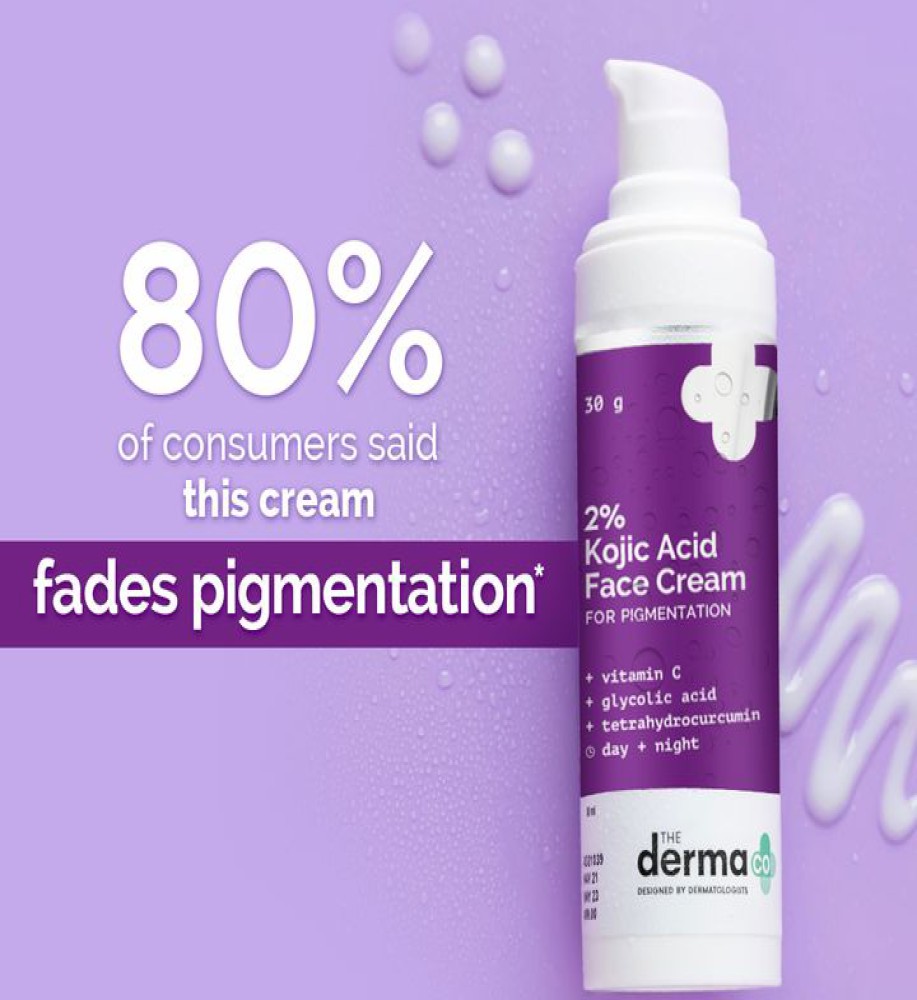 80%
of consumers said
this cream
fades pigmentation*
30 g
2%
Kojic Acid
Face Cream
FOR PIGMENTATION
+ vitamin C
+ glycolic acid
+ tetrahydrocurcumin
day + night
THE
derma co
DESIGNED BY DERMATOLOGISTS